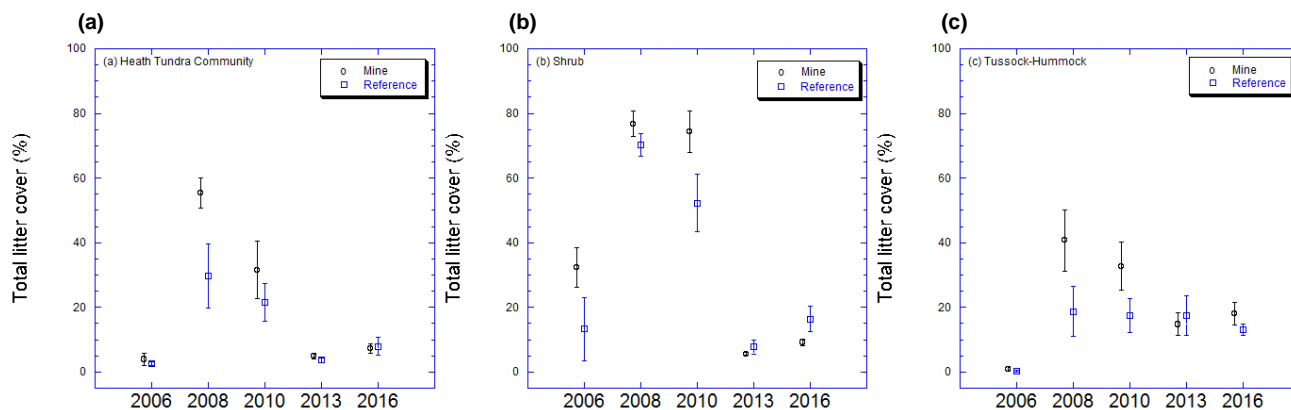 (a)
(a) Heath Tundra Community
Mine
Reference
Total litter cover (%)
100
80
60
40
20
0
2006 2008 2010 2013 2016
(b)
(b) Shrub
Mine
Reference
Total litter cover (%)
100
80
60
40
20
0
2006 2008 2010 2013 2016
(c)
(c) Tussock-Hummock
Mine
Reference
Total litter cover (%)
100
80
60
40
20
0
2006 2008 2010 2013 2016